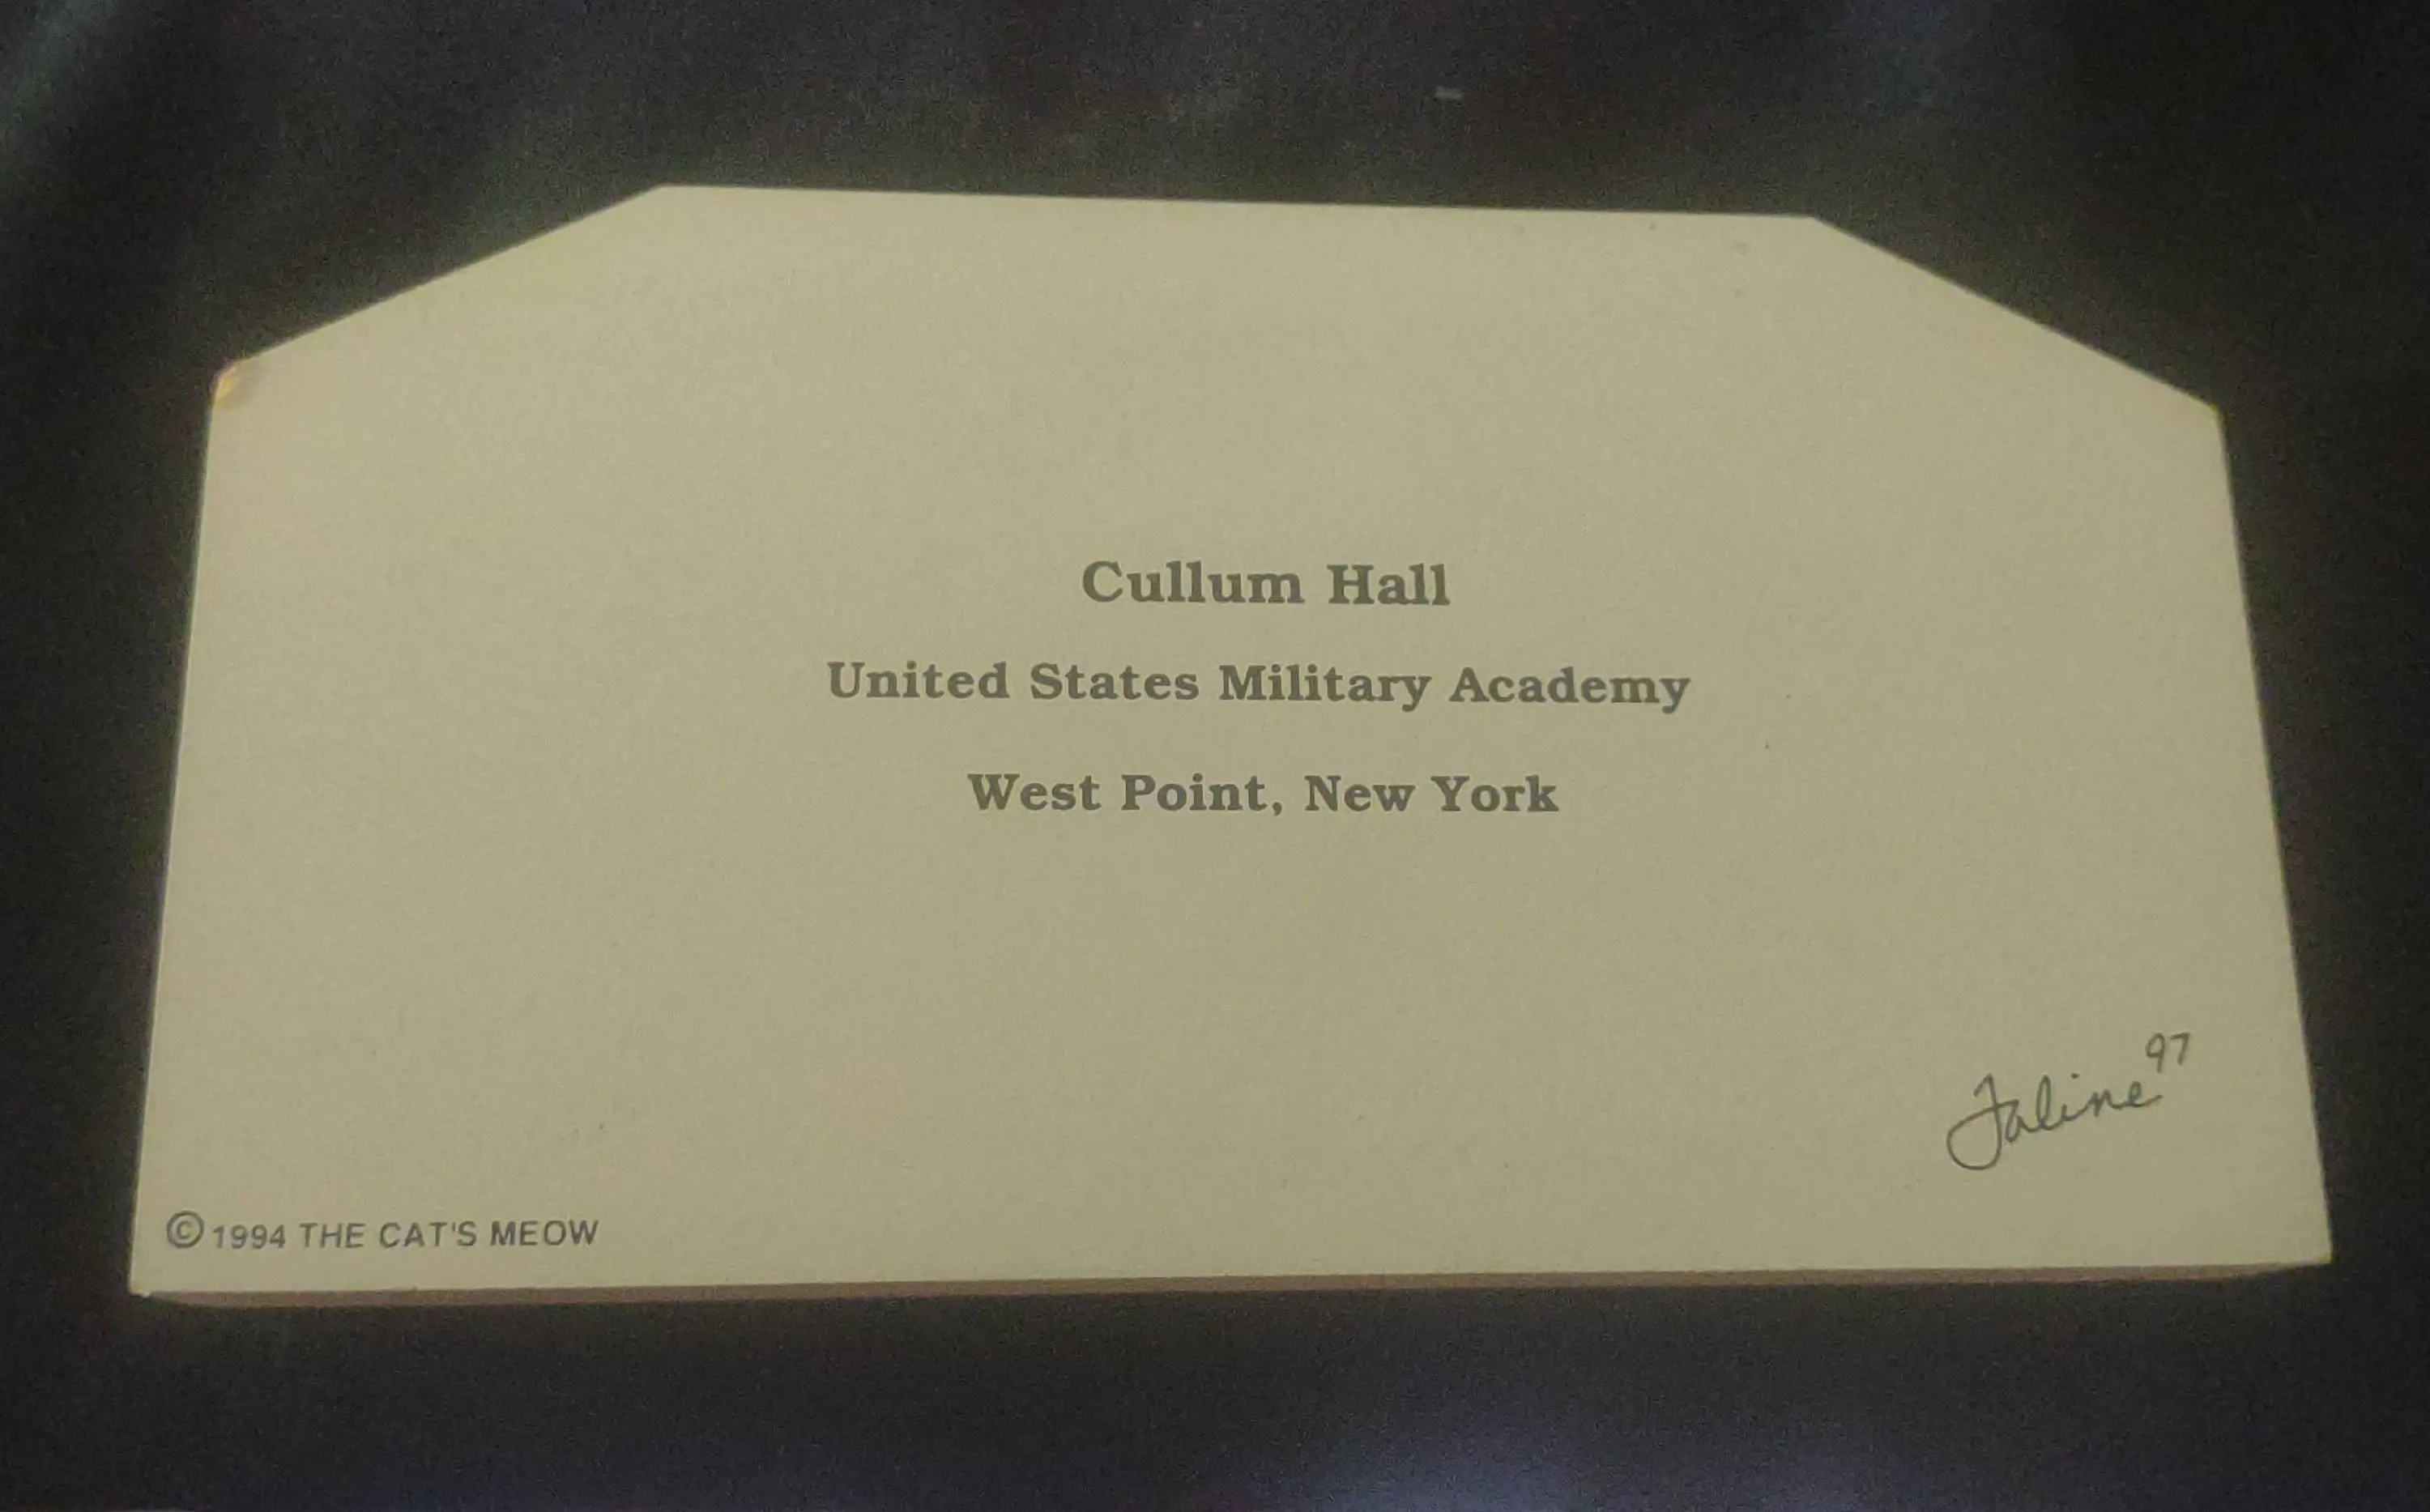 Cullum Hall
United States Military Academy
West Point, New York
Faline 97
© 1994 THE CAT'S MEOW